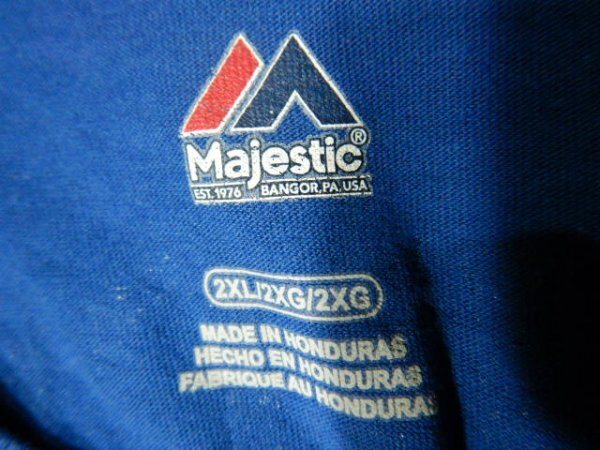 Majestic®
EST. 1976 BANGOR, PA, USA
2XL/2XG/2XG
MADE IN HONDURAS
HECHO EN HONDURAS
FABRIQUE AU HONDURAS